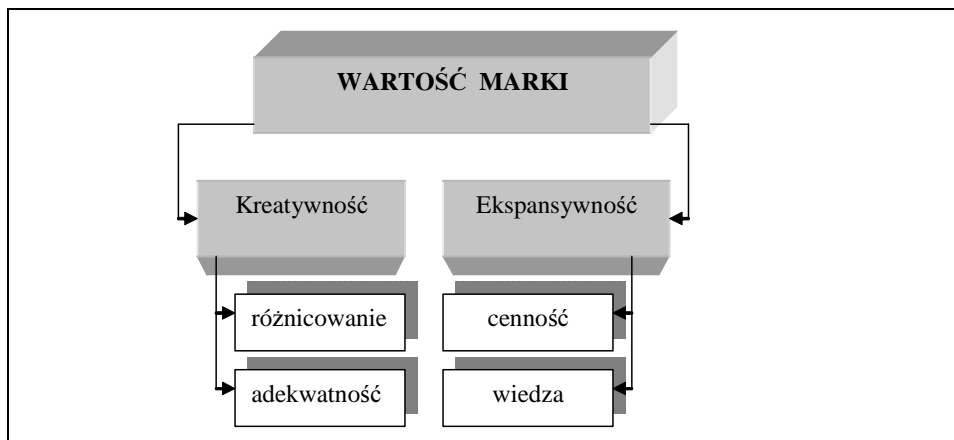 WARTOŚĆ MARKI
Kreatywność
Ekspansywność
różnicowanie
cenność
adekwatność
wiedza